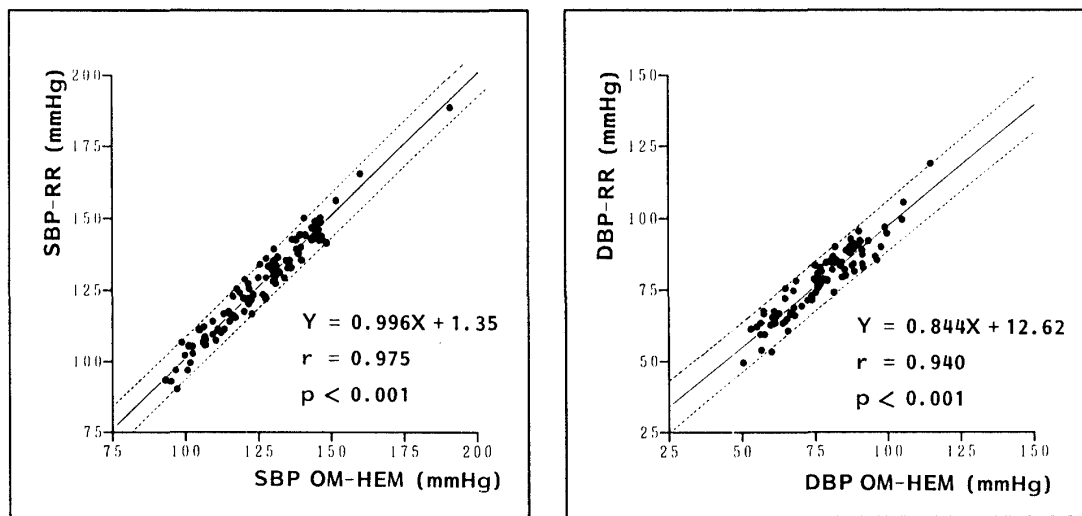 SBP-RR (mmHg)
200
175
150
125
100
75
Y = 0.996X + 1.35
r = 0.975
p < 0.001
75 100 125 150 175 200
SBP OM-HEM (mmHg)
DBP-RR (mmHg)
150
125
100
75
50
25
Y = 0.844X + 12.62
r = 0.940
p < 0.001
25 50 75 100 125 150
DBP OM-HEM (mmHg)